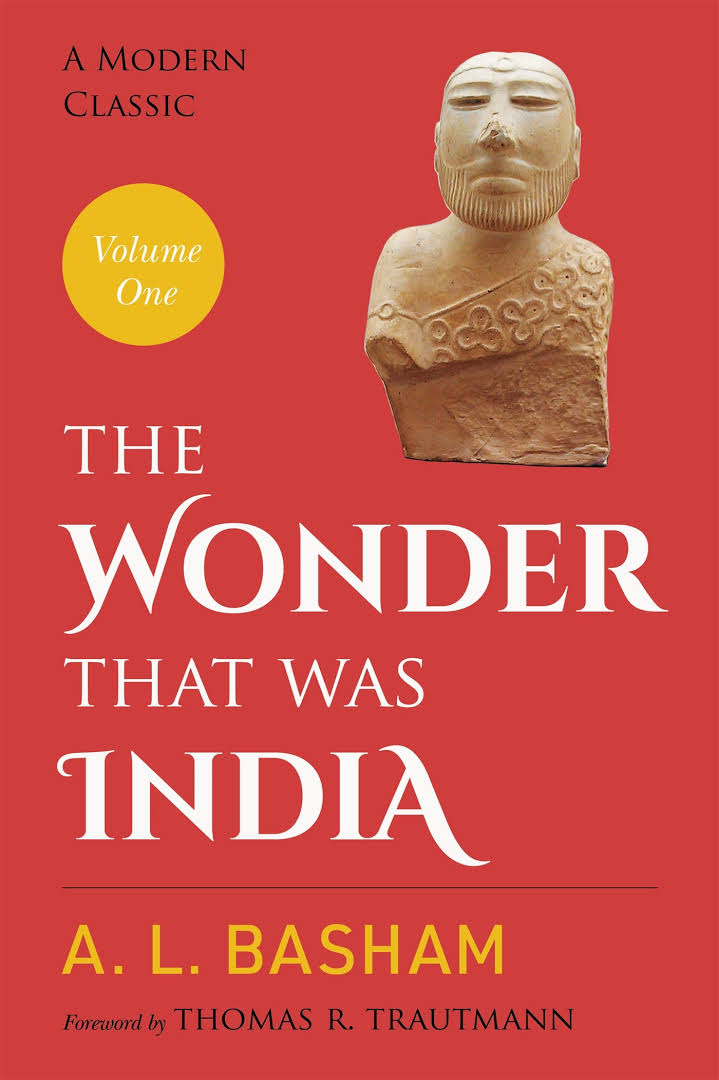 A Modern
Classic
Volume
One
THE
WONDER
THAT WAS
INDIA
A. L. BASHAM
Foreword by THOMAS R. TRAUTMANN